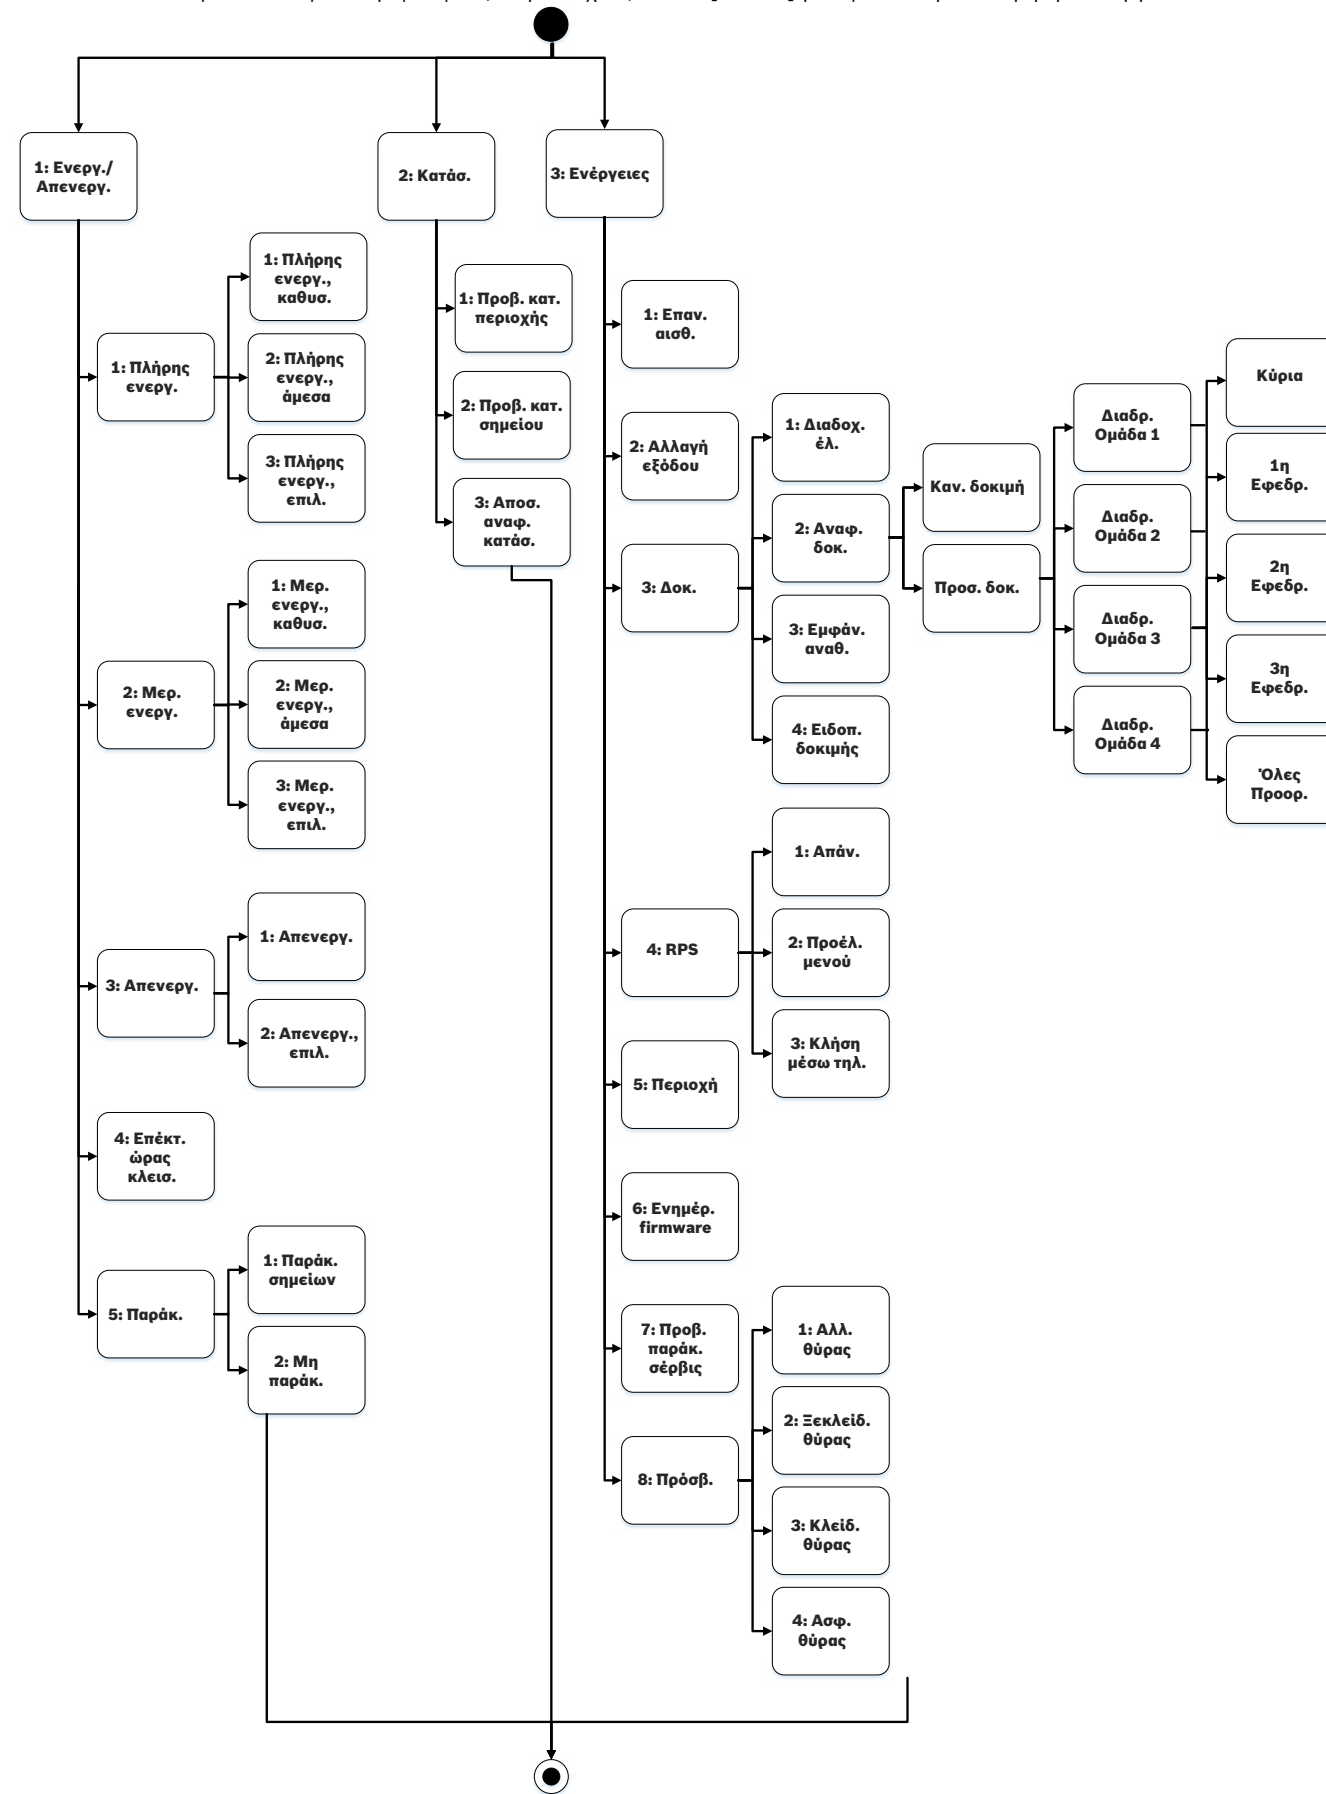 1: Ενεργ./
Απενεργ.
2: Κατάσ.
3: Ενέργειες
1: Πλήρης
ενεργ.
1: Πλήρης
ενεργ.,
καθυσ.
2: Πλήρης
ενεργ.,
άμεσα
3: Πλήρης
ενεργ.,
επιλ.
2: Μερ.
ενεργ.
1: Μερ.
ενεργ.,
καθυσ.
2: Μερ.
ενεργ.,
άμεσα
3: Μερ.
ενεργ.,
επιλ.
3: Απενεργ.
1: Απενεργ.
2: Απενεργ.,
επιλ.
4: Επέκτ.
ώρας
κλεισ.
5: Παράκ.
1: Παράκ.
σημείων
2: Μη
παράκ.
1: Προβ. κατ.
περιοχής
2: Προβ. κατ.
σημείου
3: Αποσ.
αναφ.
κατάσ.
1: Επαν.
αισθ.
2: Αλλαγή
εξόδου
3: Δοκ.
1: Διαδοχ.
έλ.
2: Αναφ.
δοκ.
3: Εμφάν.
αναθ.
4: Ειδοπ.
δοκιμής
Καν. δοκιμή
Προσ. δοκ.
Διαδρ.
Ομάδα 1
Διαδρ.
Ομάδα 2
Διαδρ.
Ομάδα 3
Διαδρ.
Ομάδα 4
Κύρια
1η
Εφεδρ.
2η
Εφεδρ.
3η
Εφεδρ.
Όλες
Προορ.
4: RPS
1: Απάν.
2: Προέλ.
μενού
3: Κλήση
μέσω τηλ.
5: Περιοχή
6: Ενημέρ.
firmware
7: Προβ.
παράκ.
σέρβις
8: Πρόσβ.
1: Αλλ.
θύρας
2: Ξεκλείδ.
θύρας
3: Κλείδ.
θύρας
4: Ασφ.
θύρας